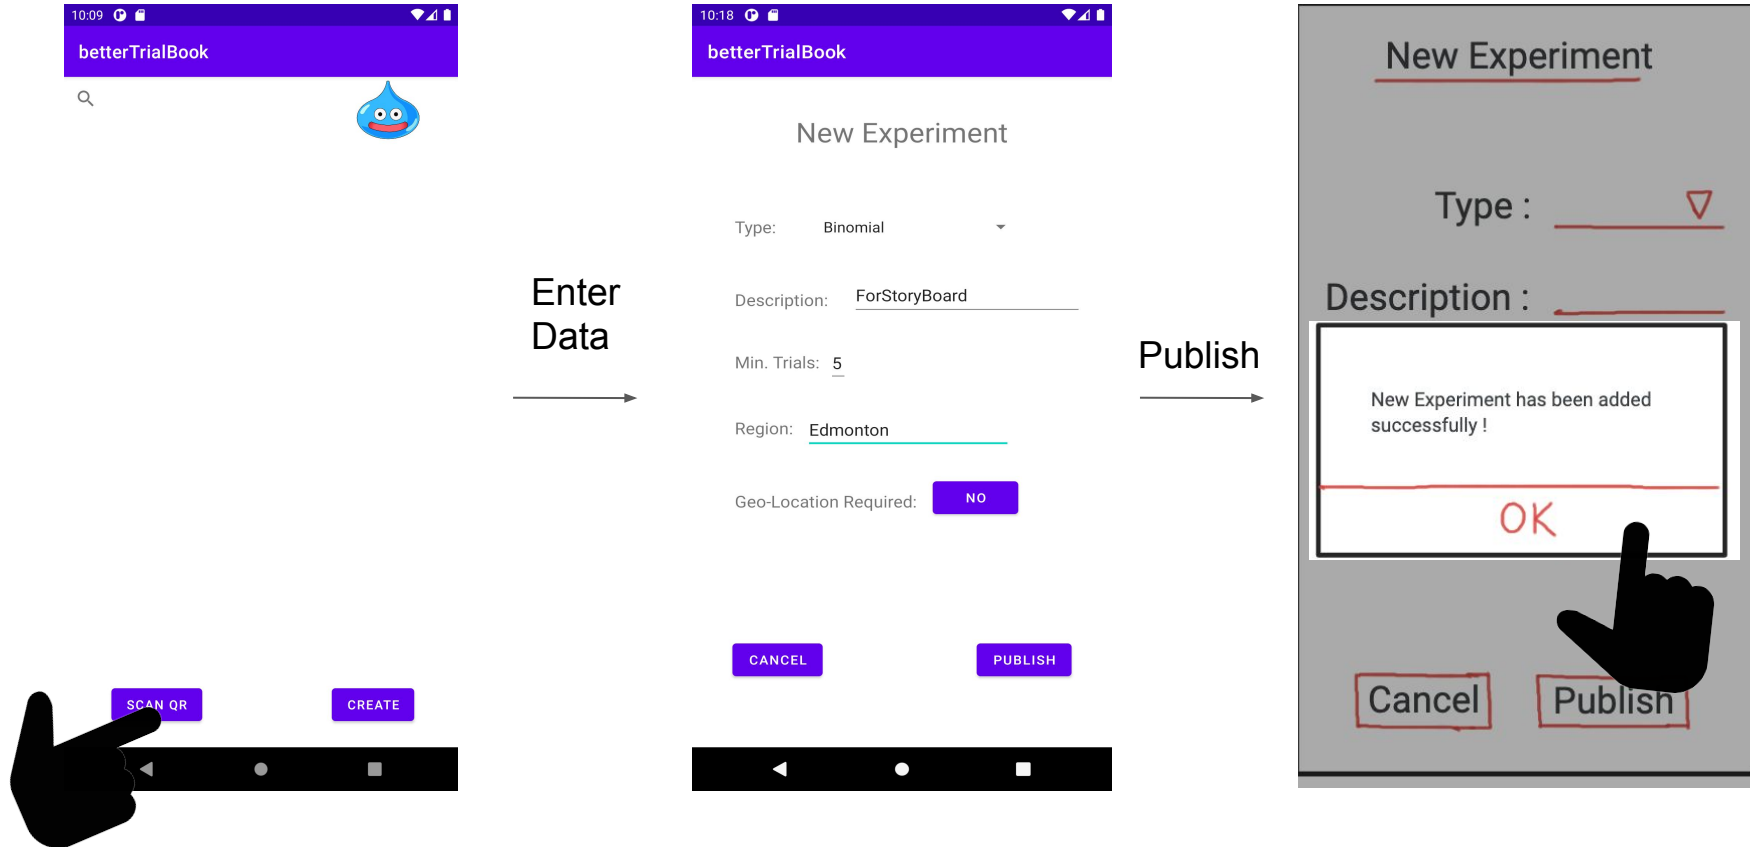 10:09
betterTrialBook
SCAN QR
CREATE
Enter
Data
10:18
betterTrialBook
New Experiment
Type: Binomial
Description: ForStoryBoard
Min. Trials: 5
Region: Edmonton
Geo-Location Required: NO
CANCEL PUBLISH
Publish
New Experiment
Type :
Description :
New Experiment has been added
successfully !
OK
Cancel Publish